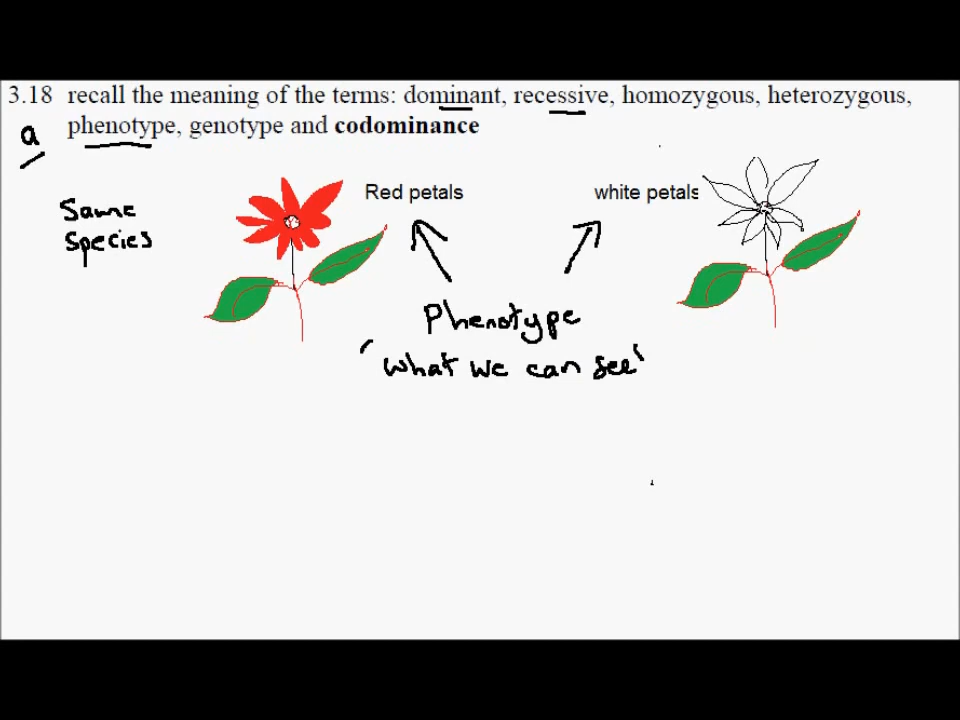 3.18 recall the meaning of the terms: dominant, recessive, homozygous, heterozygous,
phenotype, genotype and codominance
a
Same
species
Red petals
white petals
Phenotype
'what we can see'